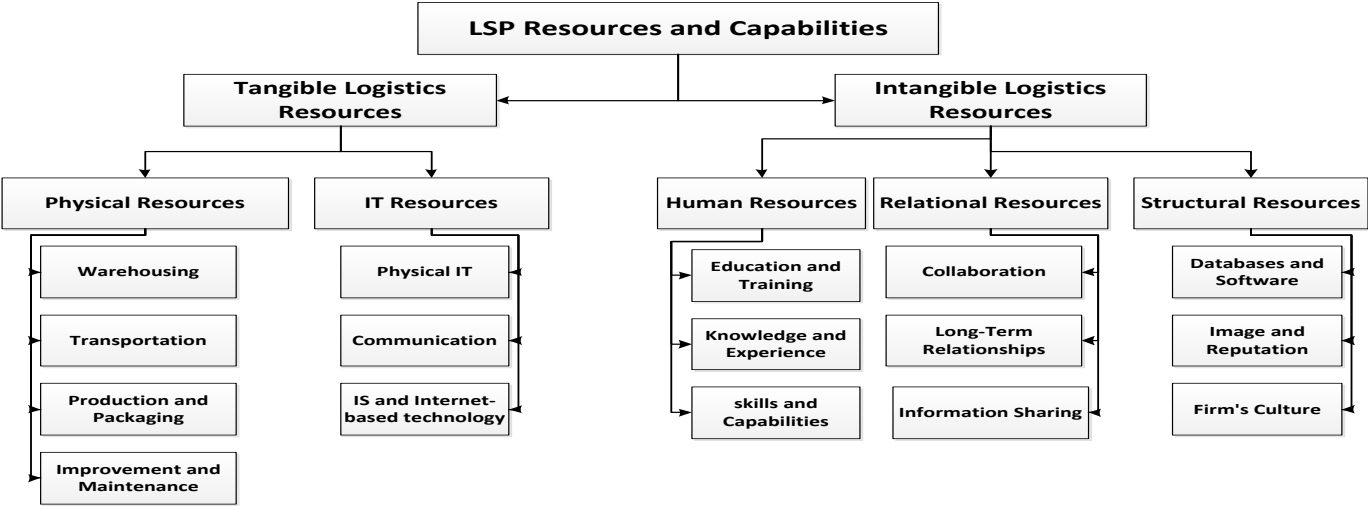 LSP Resources and Capabilities
Tangible Logistics
Resources
Intangible Logistics
Resources
Physical Resources
IT Resources
Human Resources
Relational Resources
Structural Resources
Warehousing
Transportation
Production and
Packaging
Improvement and
Maintenance
Physical IT
Communication
IS and Internet-
based technology
Education and
Training
Knowledge and
Experience
skills and
Capabilities
Collaboration
Long-Term
Relationships
Information Sharing
Databases and
Software
Image and
Reputation
Firm's Culture